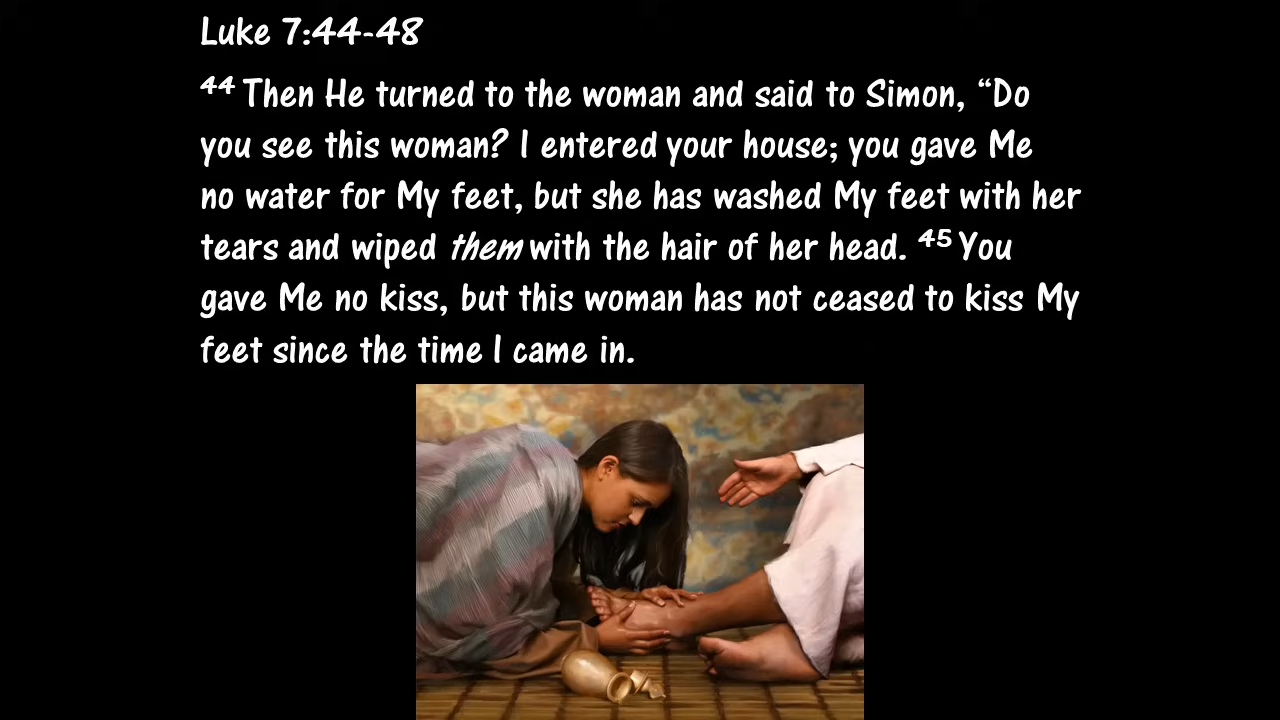 Luke 7:44-48
44 Then He turned to the woman and said to Simon, “Do
you see this woman? I entered your house; you gave Me
no water for My feet, but she has washed My feet with her
tears and wiped them with the hair of her head. 45 You
gave Me no kiss, but this woman has not ceased to kiss My
feet since the time I came in.